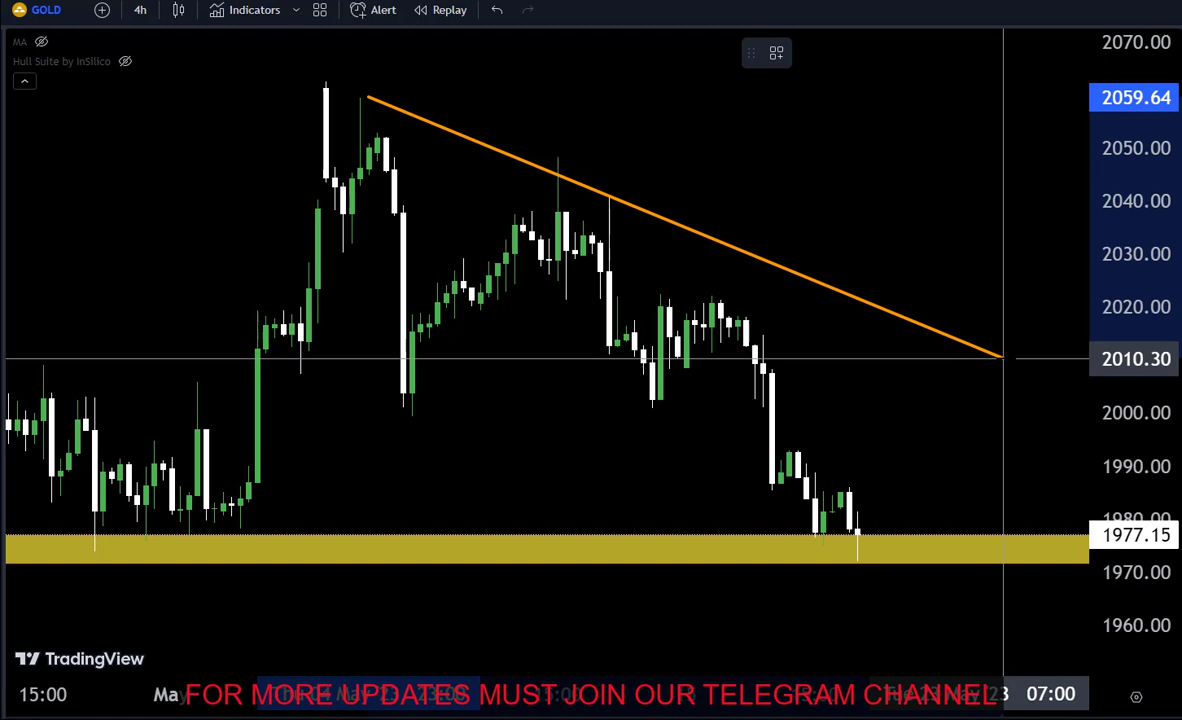 GOLD 4h Indicators Alert Replay
MA
Hull Suite by InSilico
2070.00
2059.64
2050.00
2040.00
2030.00
2020.00
2010.30
2000.00
1990.00
1980.00
1977.15
1970.00
1960.00
TradingView
15:00 May 07:00
FOR MORE UPDATES MUST JOIN OUR TELEGRAM CHANNEL